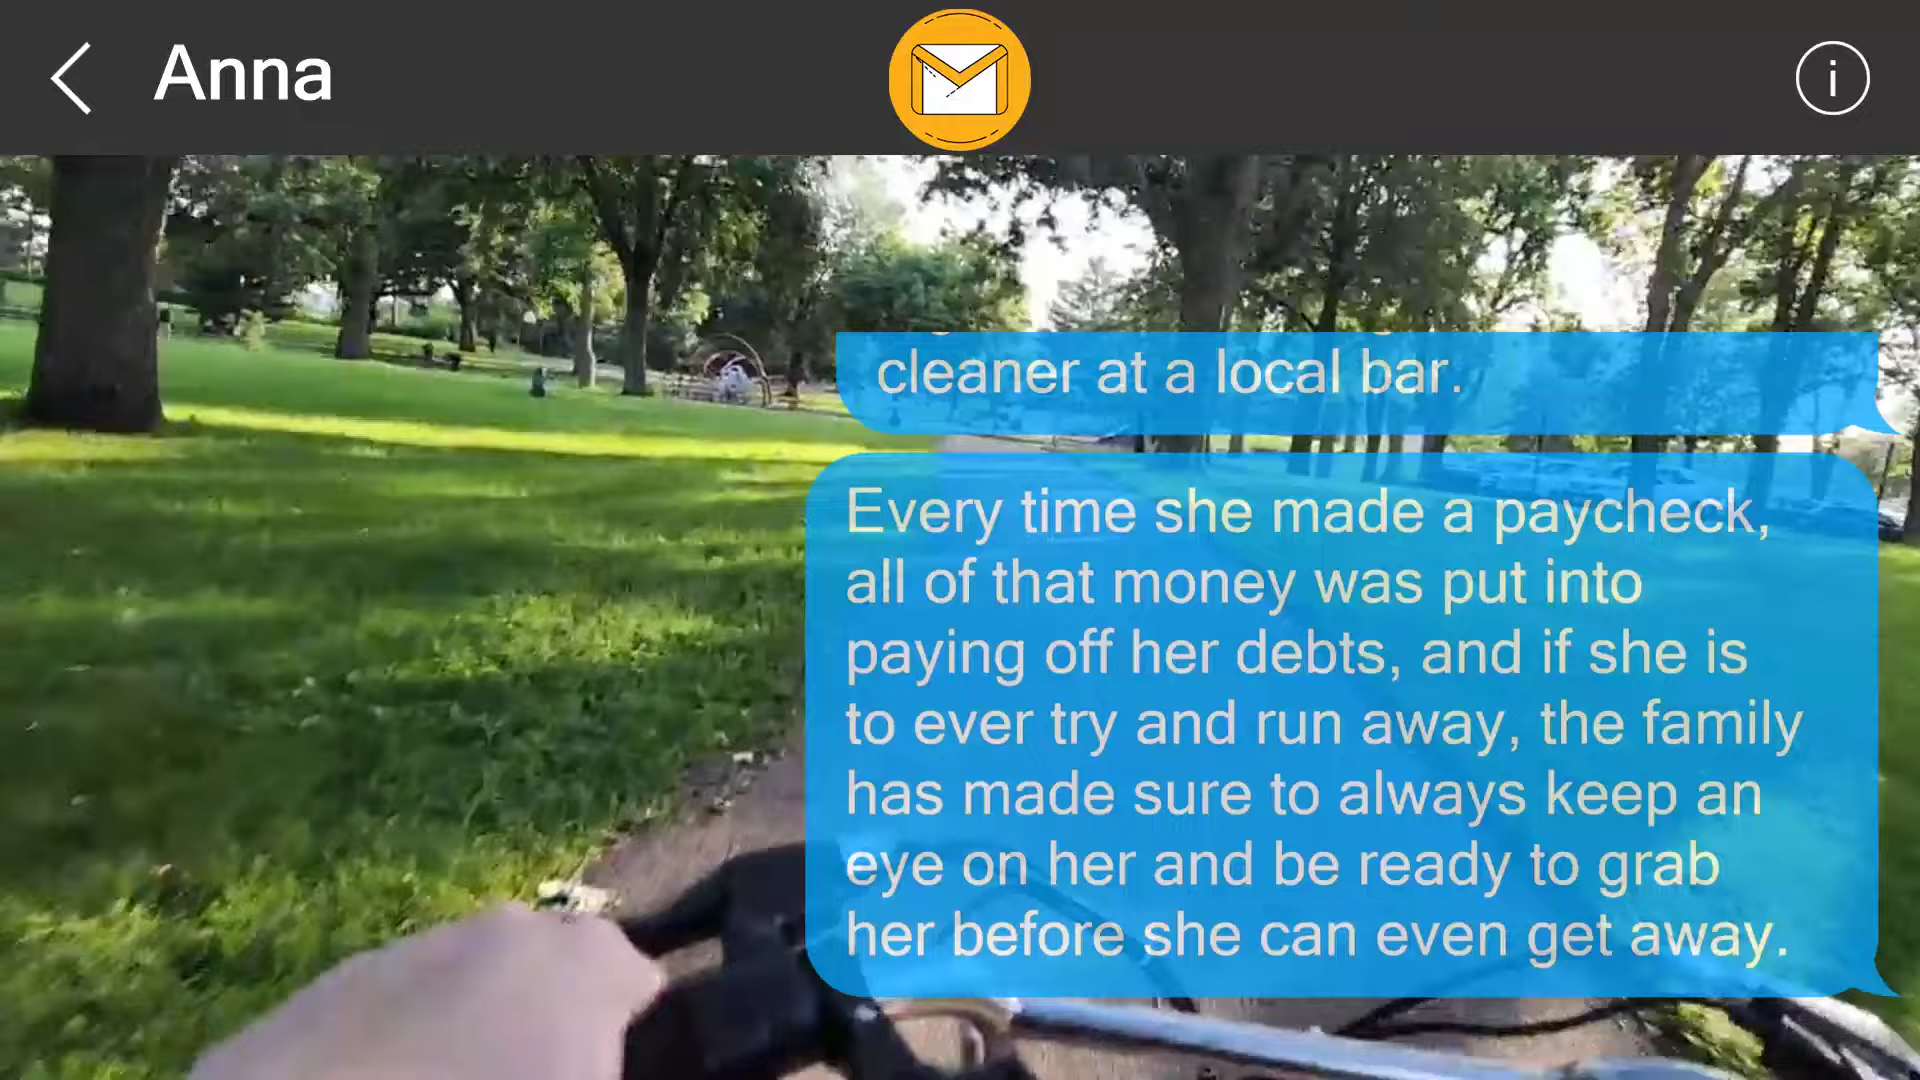 Anna
i
cleaner at a local bar.
Every time she made a paycheck,
all of that money was put into
paying off her debts, and if she is
to ever try and run away, the family
has made sure to always keep an
eye on her and be ready to grab
her before she can even get away.